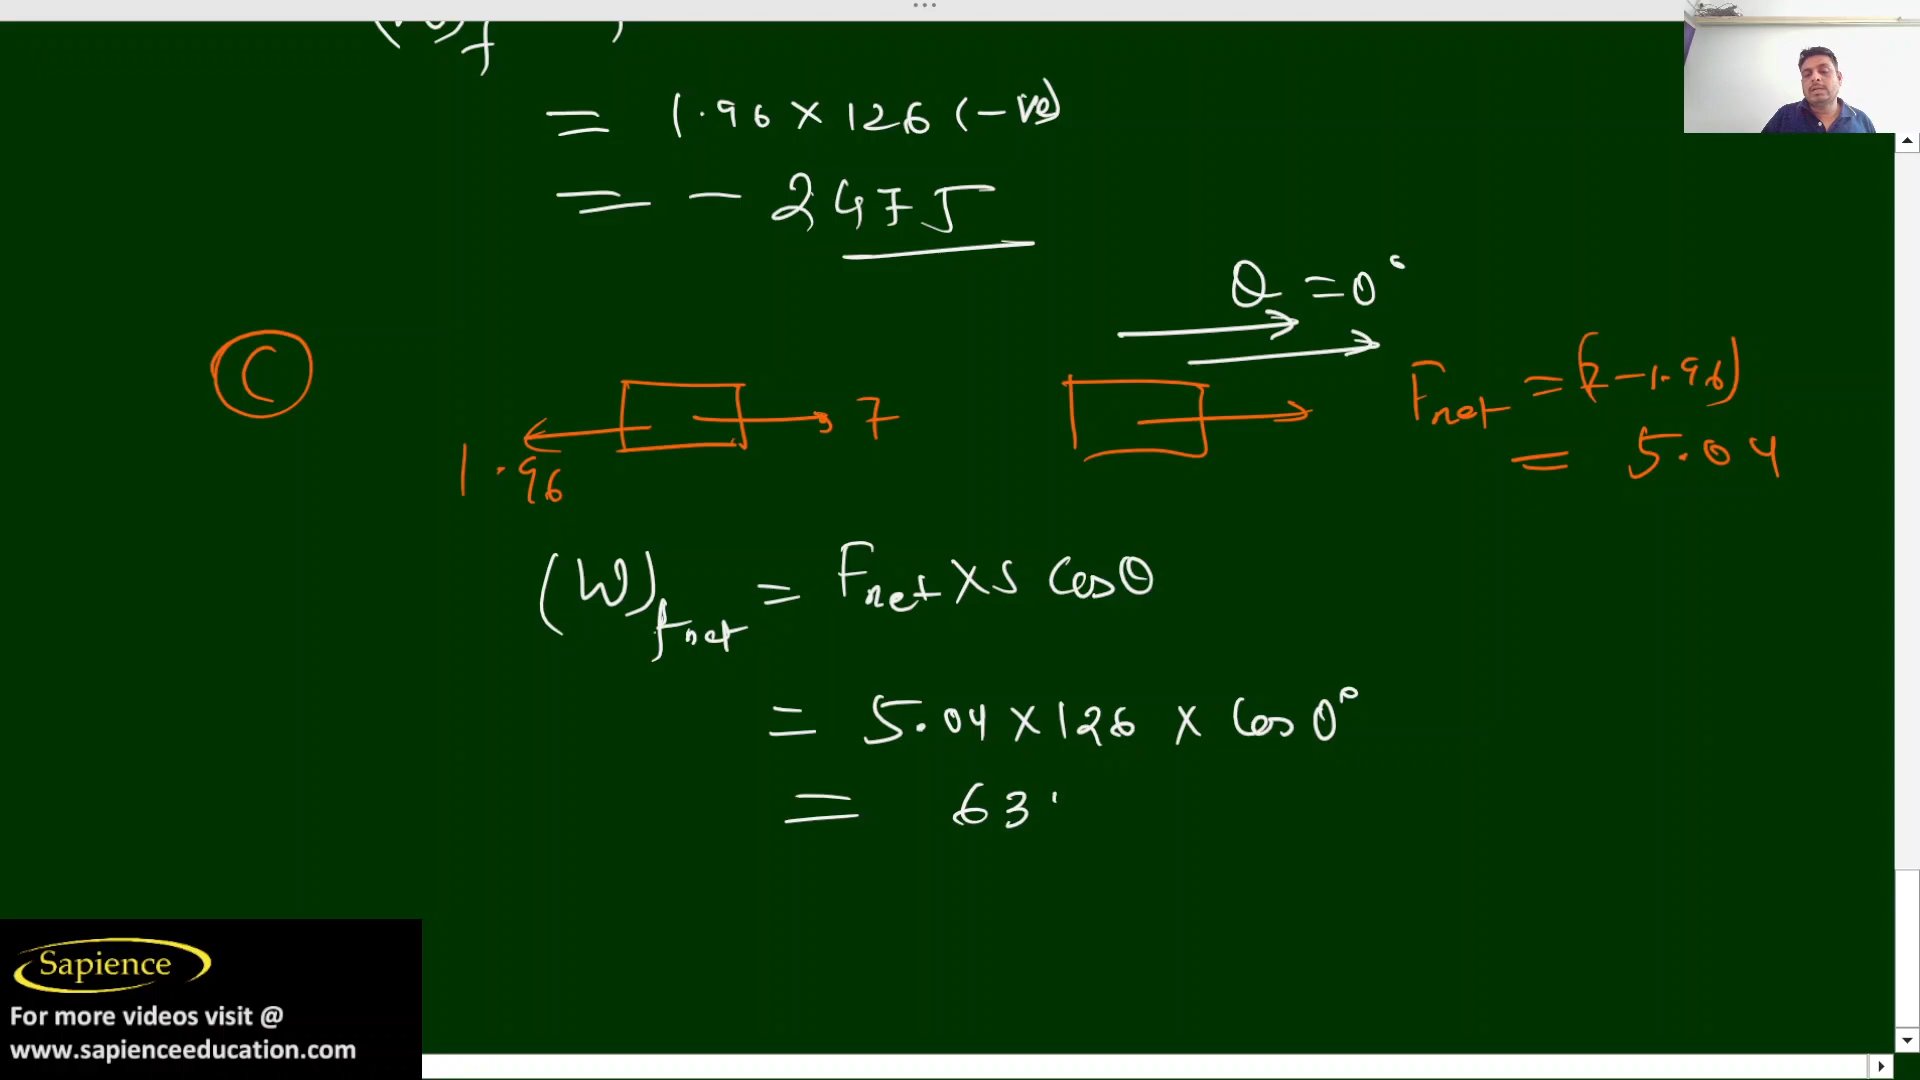 = 1.96 × 126 (-ve)
= - 2475
θ = 0°
C
1.96
7
Fnet = (7 - 1.96)
= 5.04
(W)fnet = Fnet × s cosθ
= 5.04 × 126 × cos 0°
= 63
Sapience
For more videos visit @
www.sapienceeducation.com